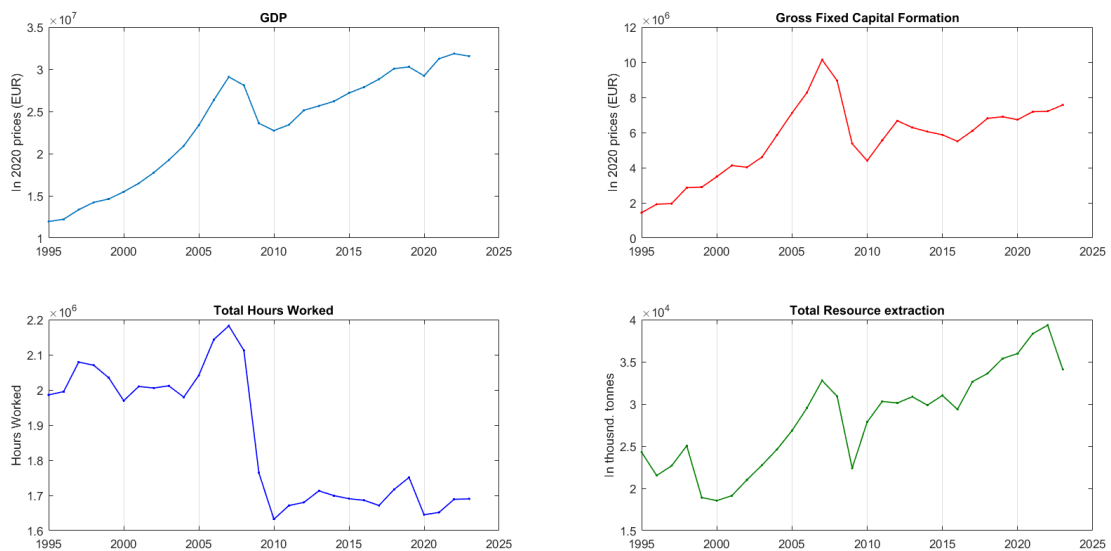 GDP
×10^7
3.5
3
2.5
2
1.5
1
In 2020 prices (EUR)
1995 2000 2005 2010 2015 2020 2025
Gross Fixed Capital Formation
×10^6
12
10
8
6
4
2
0
In 2020 prices (EUR)
1995 2000 2005 2010 2015 2020 2025
Total Hours Worked
×10^6
2.2
2.1
2
1.9
1.8
1.7
1.6
Hours Worked
1995 2000 2005 2010 2015 2020 2025
Total Resource extraction
×10^4
4
3.5
3
2.5
2
1.5
In thousnd. tonnes
1995 2000 2005 2010 2015 2020 2025